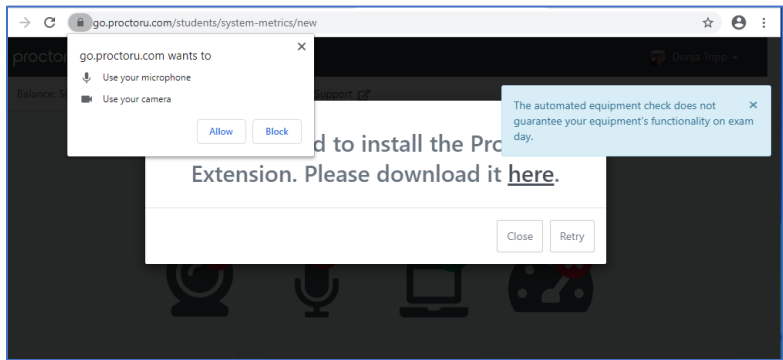 go.proctoru.com/students/system-metrics/new
go.proctoru.com wants to
Use your microphone
Use your camera
Allow Block
proctor
Donja Tripp
Balance: $
Support
The automated equipment check does not
guarantee your equipment's functionality on exam
day.
d to install the Pro
Extension. Please download it here.
Close Retry